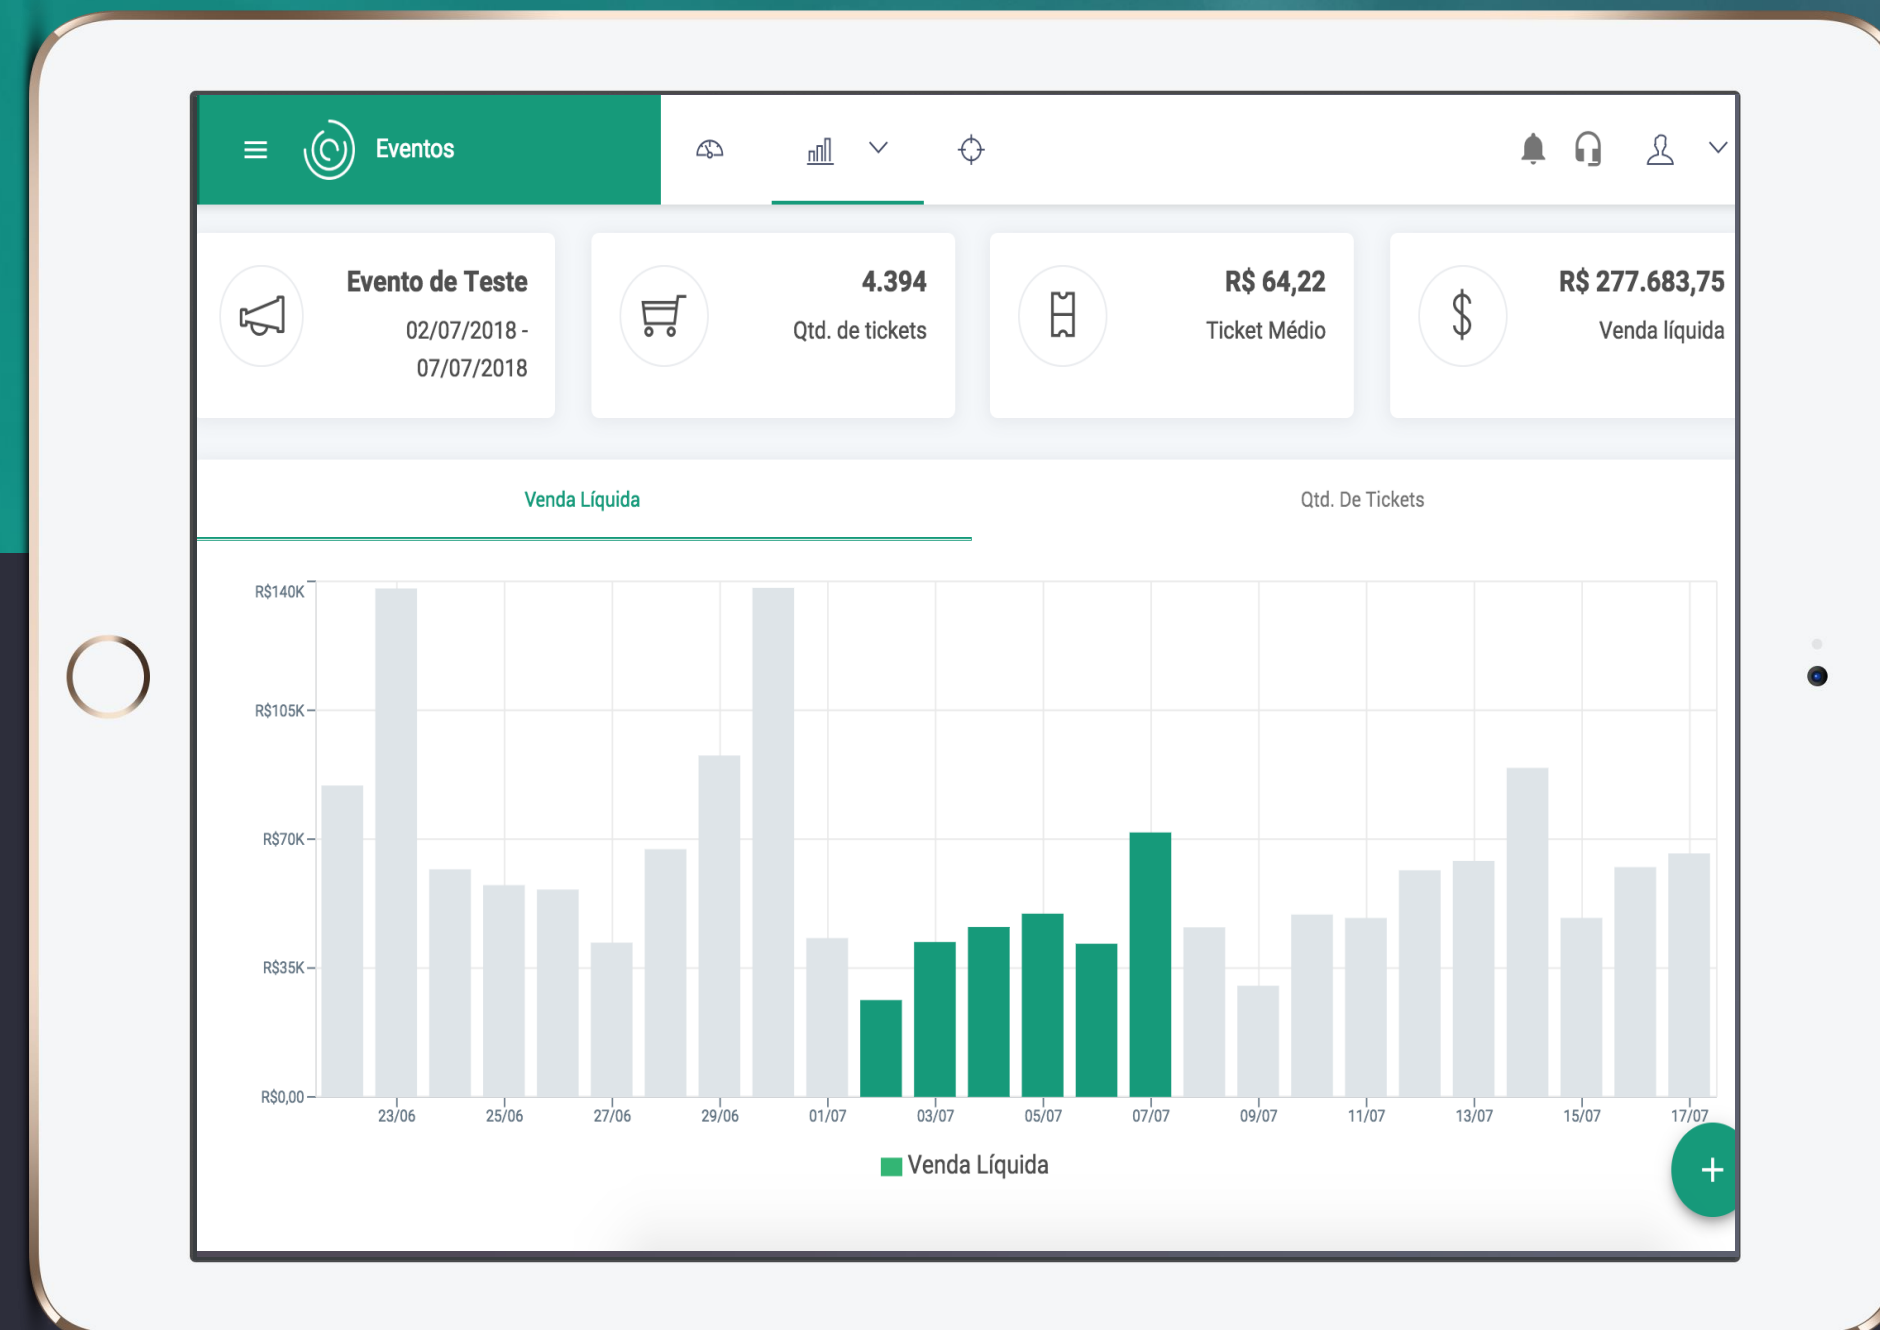 Eventos
Evento de Teste
02/07/2018 -
07/07/2018
4.394
Qtd. de tickets
R$ 64,22
Ticket Médio
R$ 277.683,75
Venda líquida
Venda Líquida
Qtd. De Tickets
R$140K
R$105K
R$70K
R$35K
R$0,00
23/06 25/06 27/06 29/06 01/07 03/07 05/07 07/07 09/07 11/07 13/07 15/07 17/07
Venda Líquida